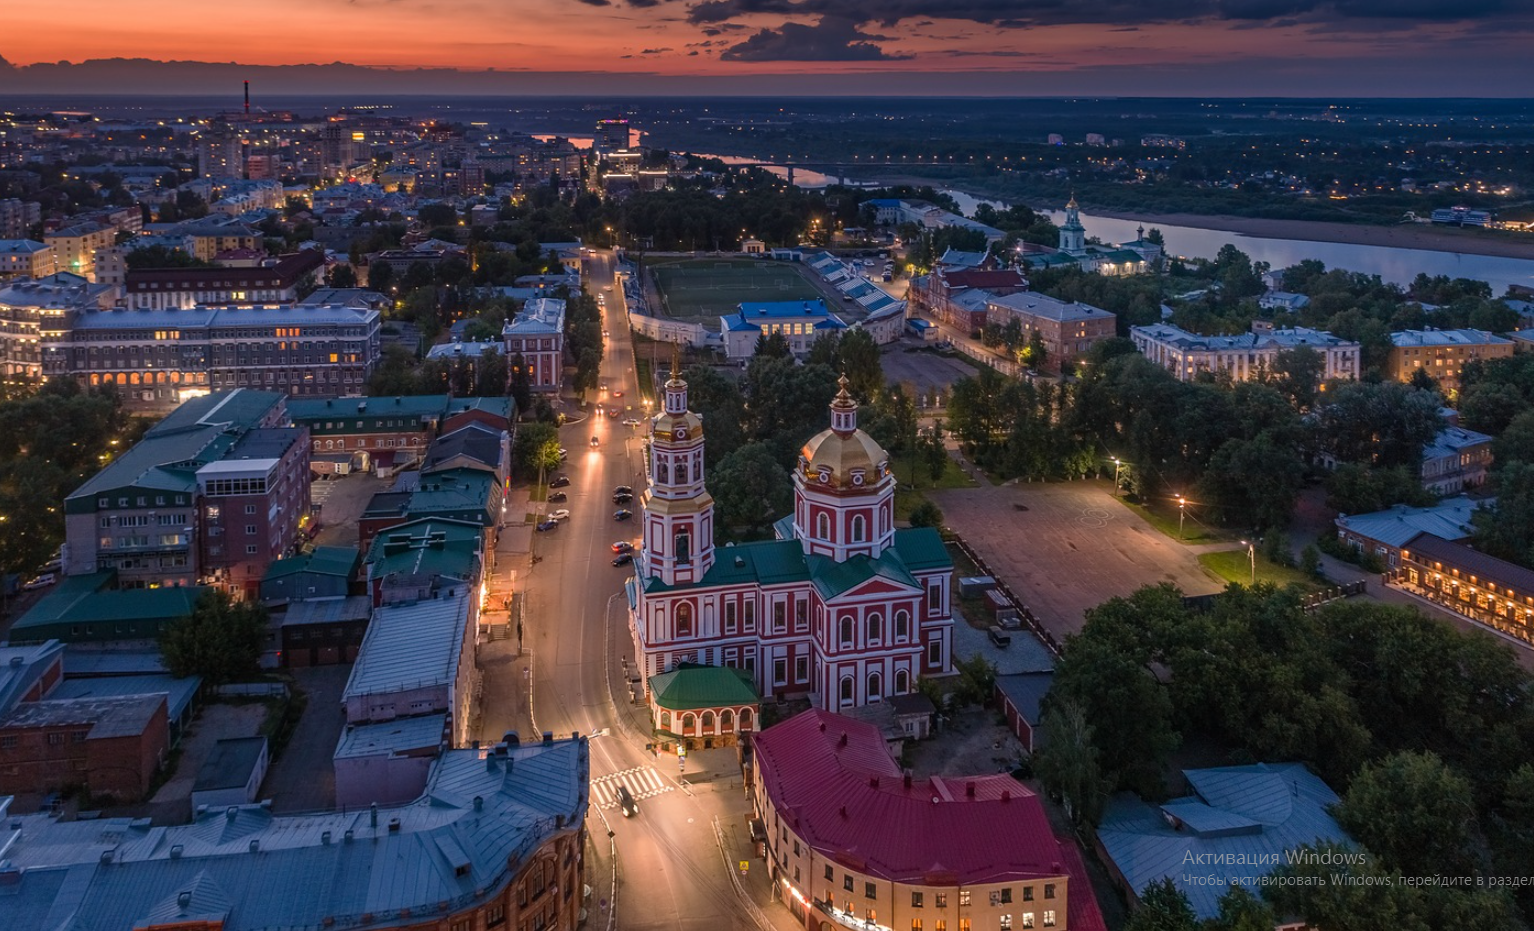 Активация Windows
Чтобы активировать Windows, перейдите в раздел